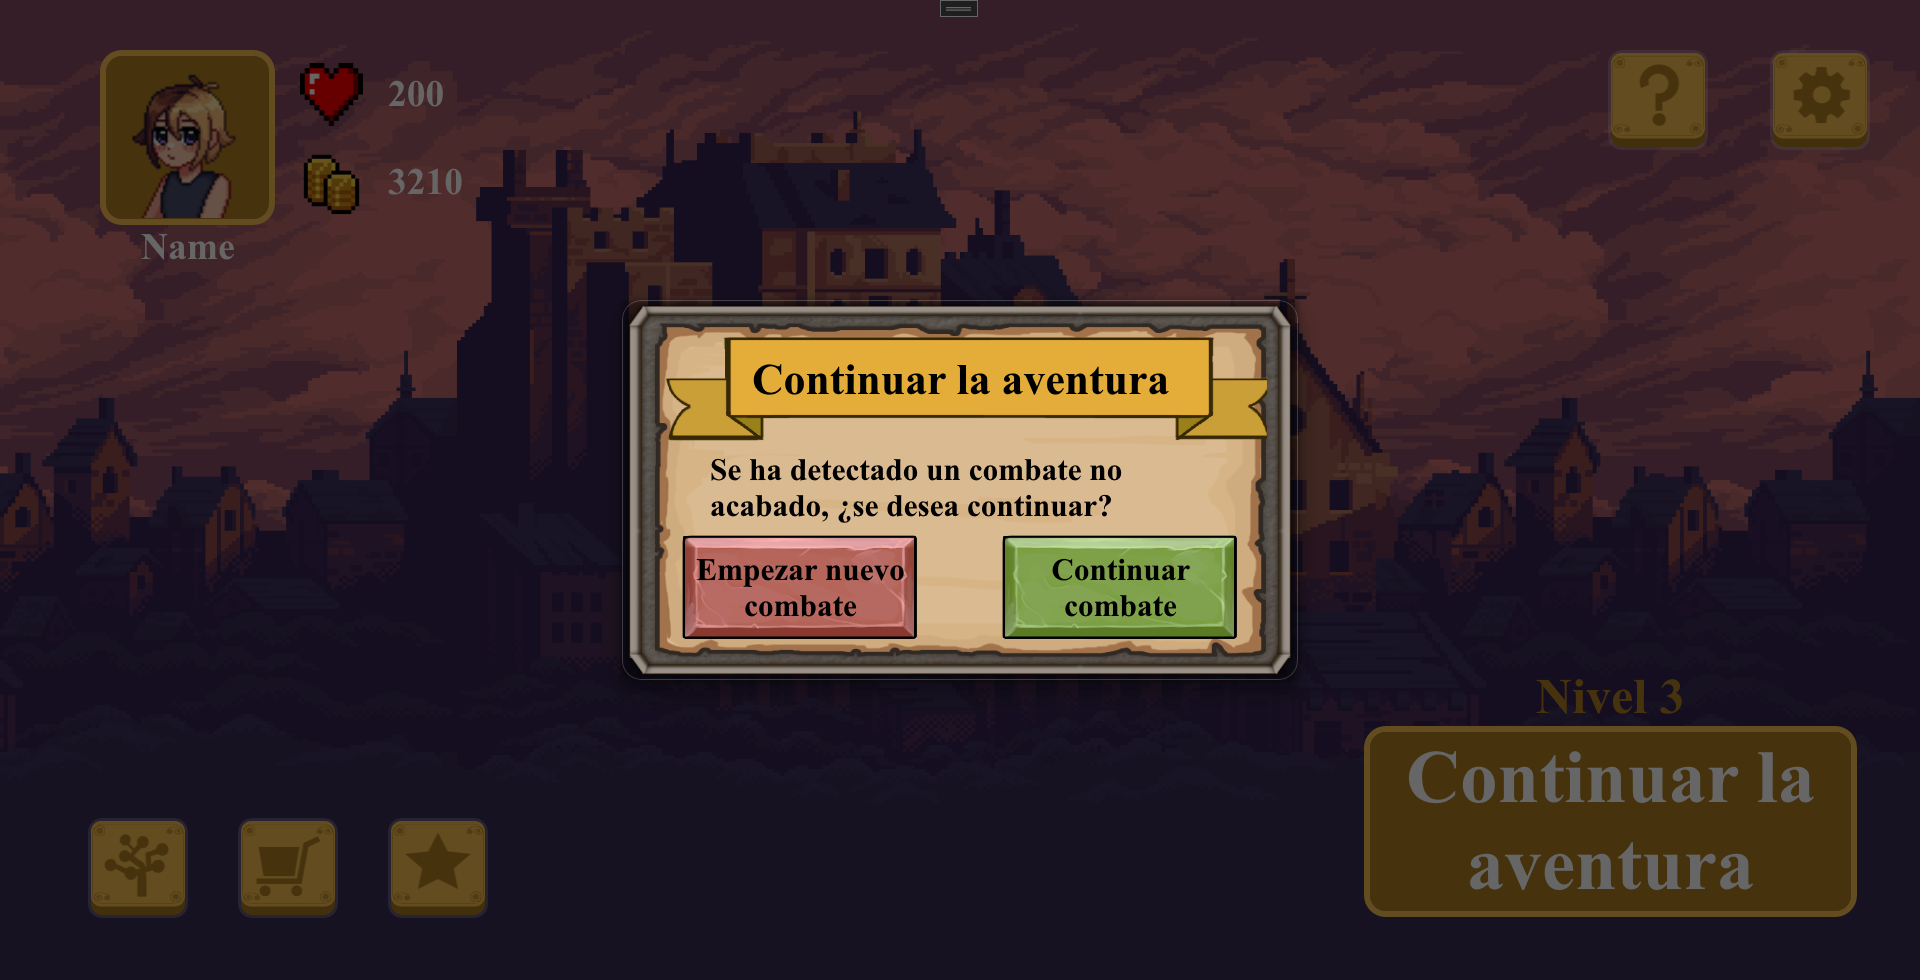 200
3210
Name
Continuar la aventura
Se ha detectado un combate no
acabado, ¿se desea continuar?
Empezar nuevo
combate
Continuar
combate
Nivel 3
Continuar la
aventura